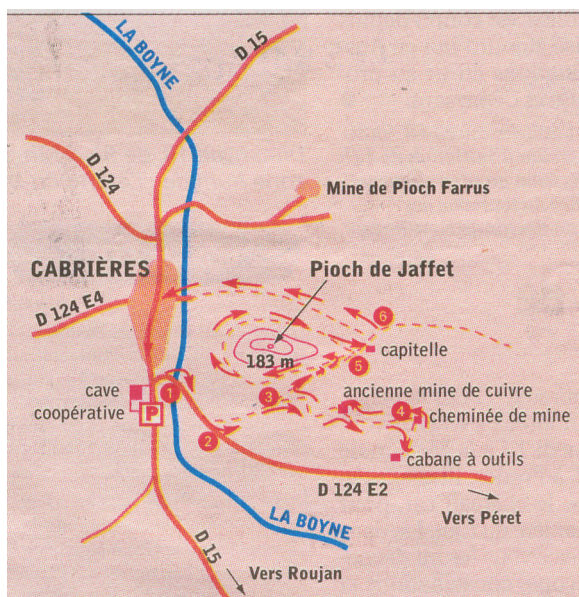 LA BOYNE
D 15
D 124
Mine de Pioch Farrus
CABRIÈRES
Pioch de Jaffet
D 124 E4
183 m
6
capitelle
5
cave
coopérative
P
1
ancienne mine de cuivre
3
4
cheminée de mine
2
cabane à outils
D 124 E2
Vers Péret
LA BOYNE
D 15
Vers Roujan